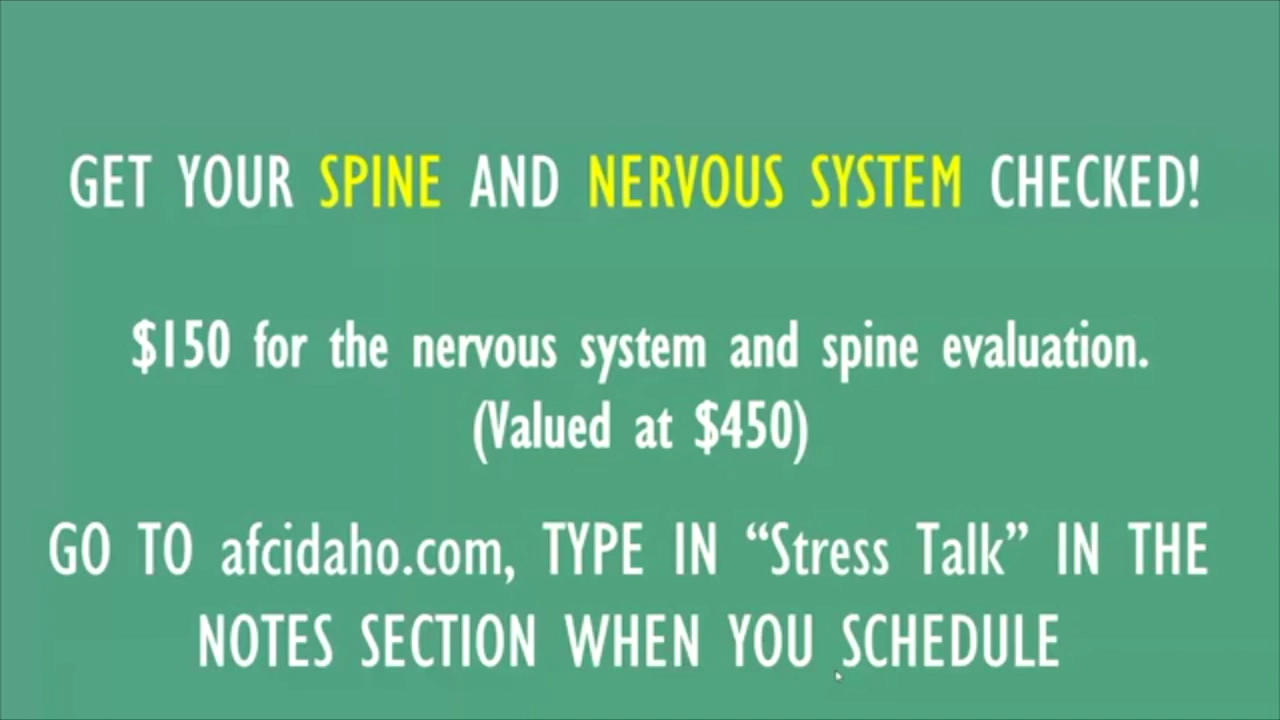 GET YOUR SPINE AND NERVOUS SYSTEM CHECKED!
$150 for the nervous system and spine evaluation.
(Valued at $450)
GO TO afcidaho.com, TYPE IN “Stress Talk” IN THE
NOTES SECTION WHEN YOU SCHEDULE